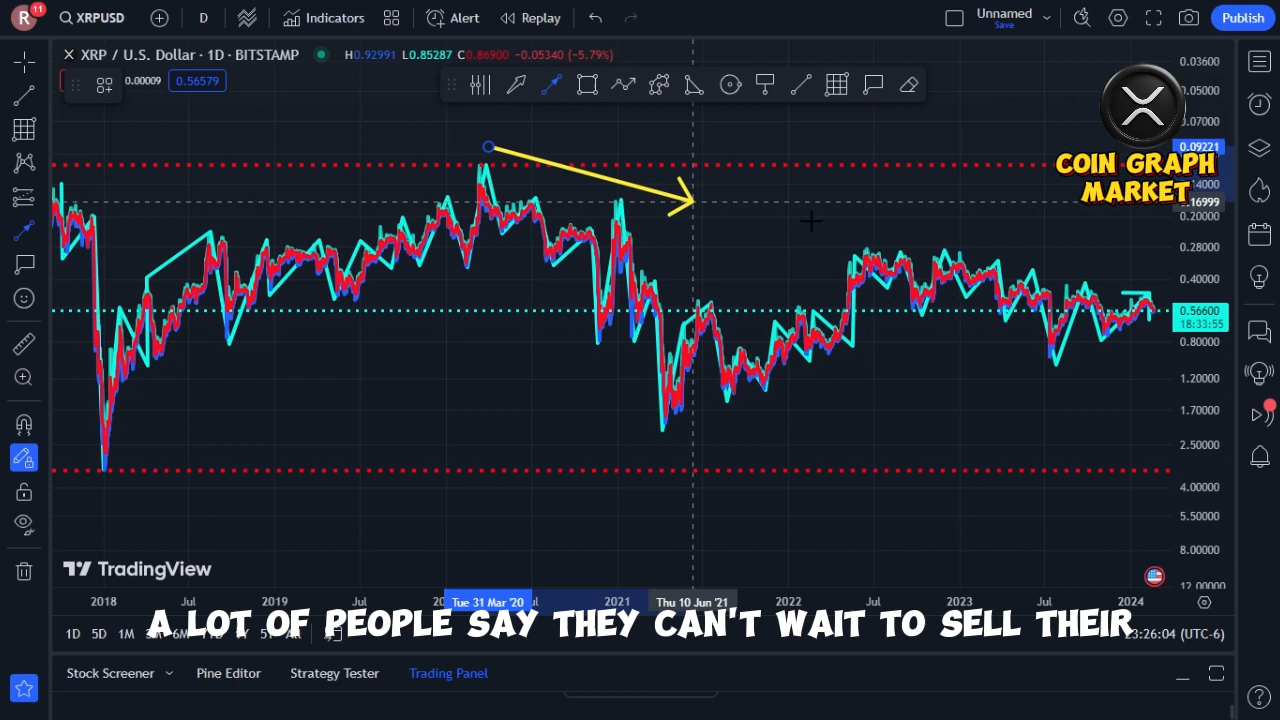 R 11 XRPUSD D Indicators Alert Replay Unnamed Save Publish
XRP / U.S. Dollar · 1D · BITSTAMP H0.92991 L0.85287 C0.86900 −0.05340 (−5.79%)
0.00009 0.56579
0.03600
0.07000
0.09221
COIN GRAPH
MARKET
0.20000
0.28000
0.40000
0.56600
18:33:55
0.80000
1.20000
1.70000
2.50000
4.00000
5.50000
8.00000
12.00000
TradingView
2018 Jul 2019 Jul Tue 31 Mar '20 2021 Thu 10 Jun '21 2022 Jul 2023 Jul 2024
A LOT OF PEOPLE SAY THEY CAN'T WAIT TO SELL THEIR
1D 5D 1M 23:26:04 (UTC-6)
Stock Screener Pine Editor Strategy Tester Trading Panel